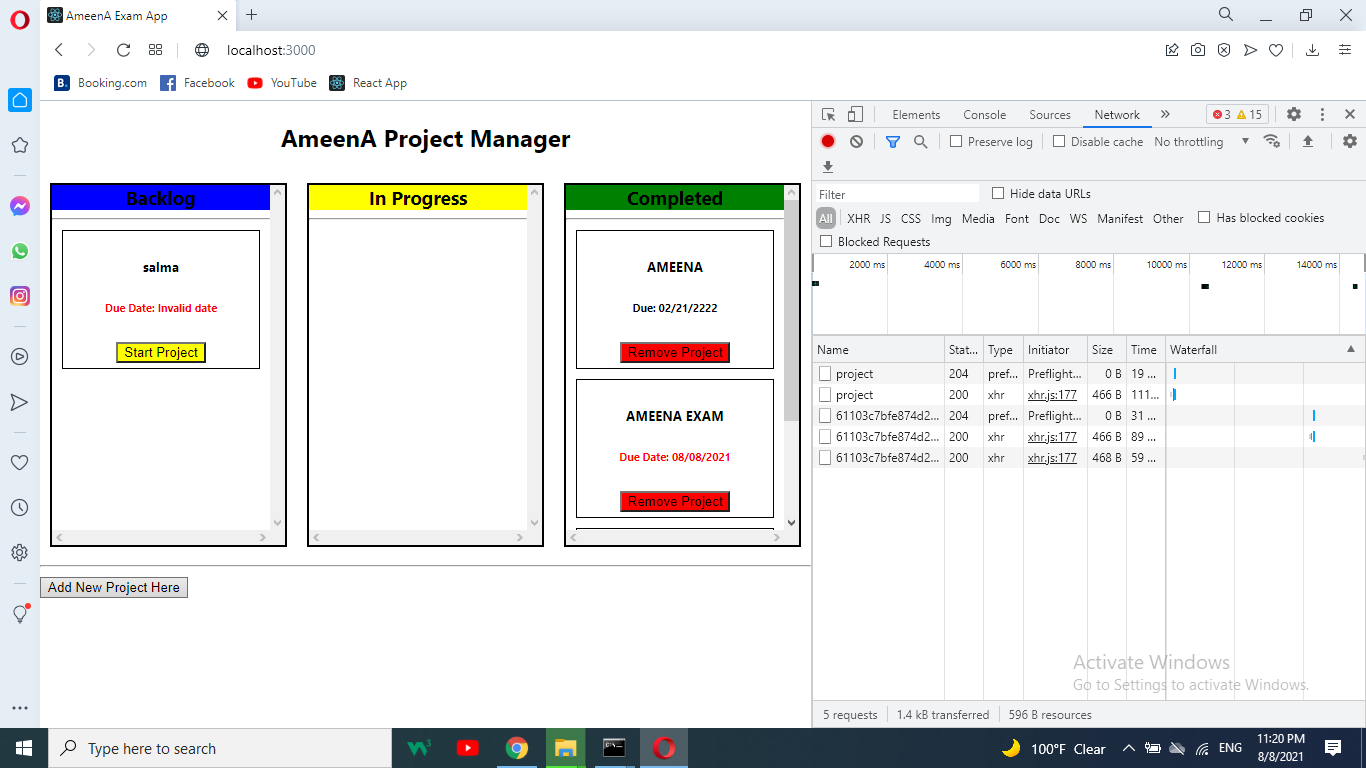 AmeenA Exam App
localhost:3000
Booking.com Facebook YouTube React App
AmeenA Project Manager
Backlog
salma
Due Date: Invalid date
Start Project
In Progress
Completed
AMEENA
Due: 02/21/2222
Remove Project
AMEENA EXAM
Due Date: 08/08/2021
Remove Project
Add New Project Here
Elements Console Sources Network 3 15
Preserve log Disable cache No throttling
Filter Hide data URLs
All XHR JS CSS Img Media Font Doc WS Manifest Other Has blocked cookies
Blocked Requests
2000 ms 4000 ms 6000 ms 8000 ms 10000 ms 12000 ms 14000 ms
Name Stat... Type Initiator Size Time Waterfall
project 204 pref... Preflight... 0 B 19 ...
project 200 xhr xhr.js:177 466 B 111...
61103c7bfe874d2... 204 pref... Preflight... 0 B 31 ...
61103c7bfe874d2... 200 xhr xhr.js:177 466 B 89 ...
61103c7bfe874d2... 200 xhr xhr.js:177 468 B 59 ...
Activate Windows
Go to Settings to activate Windows.
5 requests 1.4 kB transferred 596 B resources
Type here to search
100°F Clear
ENG
11:20 PM
8/8/2021